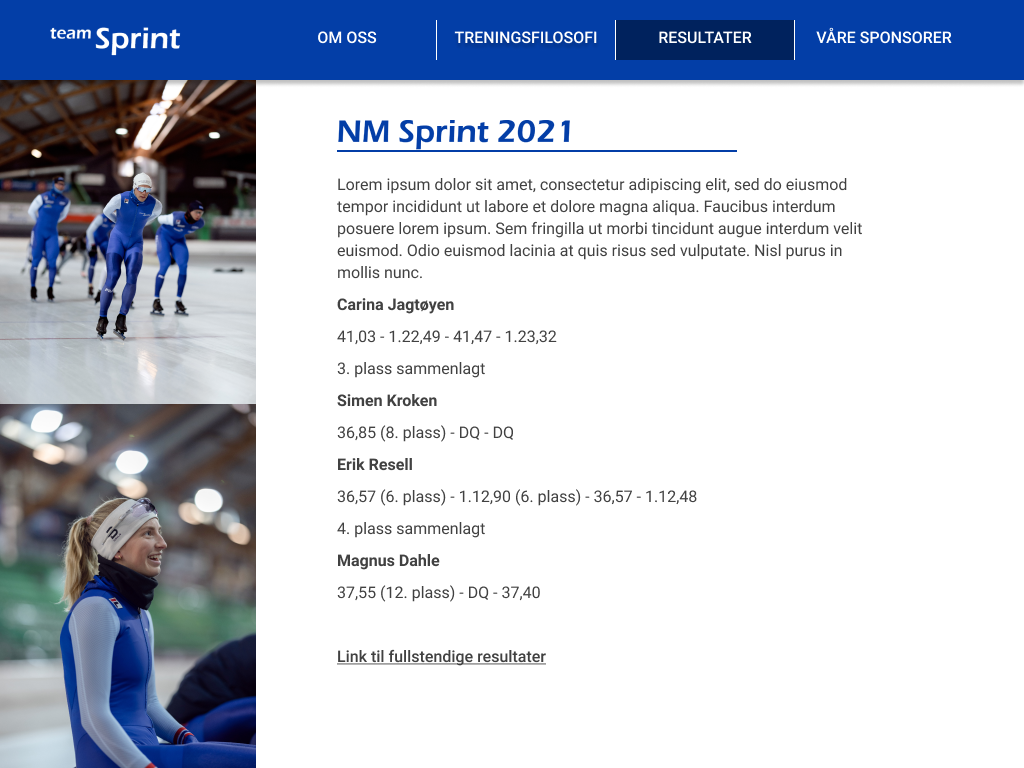 team Sprint
OM OSS
TRENINGSFILOSOFI
RESULTATER
VÅRE SPONSORER
NM Sprint 2021
Lorem ipsum dolor sit amet, consectetur adipiscing elit, sed do eiusmod
tempor incididunt ut labore et dolore magna aliqua. Faucibus interdum
posuere lorem ipsum. Sem fringilla ut morbi tincidunt augue interdum velit
euismod. Odio euismod lacinia at quis risus sed vulputate. Nisl purus in
mollis nunc.
Carina Jagtøyen
41,03 - 1.22,49 - 41,47 - 1.23,32
3. plass sammenlagt
Simen Kroken
36,85 (8. plass) - DQ - DQ
Erik Resell
36,57 (6. plass) - 1.12,90 (6. plass) - 36,57 - 1.12,48
4. plass sammenlagt
Magnus Dahle
37,55 (12. plass) - DQ - 37,40
Link til fullstendige resultater